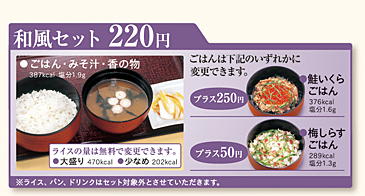 和風セット 220円
●ごはん・みそ汁・香の物
387kcal 塩分1.9g
ライスの量は無料で変更できます。
●大盛り 470kcal ●少なめ 202kcal
ごはんは下記のいずれかに
変更できます。
プラス250円
●鮭いくら
ごはん
376kcal
塩分1.6g
プラス50円
●梅しらす
ごはん
289kcal
塩分1.3g
※ライス、パン、ドリンクはセット対象外とさせていただきます。